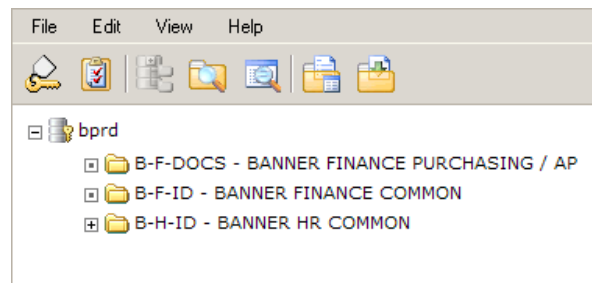 File Edit View Help
bprd
B-F-DOCS - BANNER FINANCE PURCHASING / AP
B-F-ID - BANNER FINANCE COMMON
B-H-ID - BANNER HR COMMON